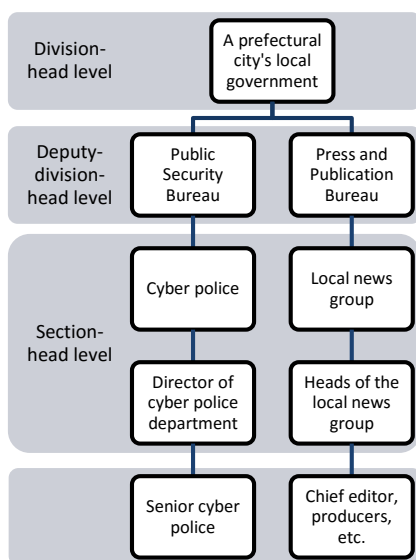 Division-
head level
A prefectural
city's local
government
Deputy-
division-
head level
Public
Security
Bureau
Press and
Publication
Bureau
Section-
head level
Cyber police
Local news
group
Director of
cyber police
department
Heads of the
local news
group
Senior cyber
police
Chief editor,
producers,
etc.